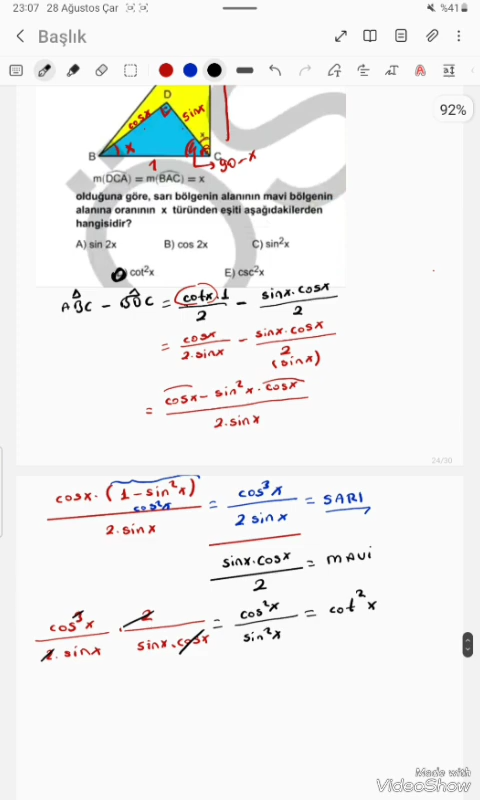 23:07 28 Ağustos Çar %41
Başlık
92%
D
cosx sinx
x x
B 1 C 90-x
m(DCA) = m(BAC) = x
olduğuna göre, sarı bölgenin alanının mavi bölgenin
alanına oranının x türünden eşiti aşağıdakilerden
hangisidir?
A) sin 2x B) cos 2x C) sin²x
cot²x E) csc²x
ABC - BDC = cotx.1/2 - sinx.cosx/2
= cosx/2.sinx - sinx.cosx/2 (sinx)
= cosx - sin²x.cosx/2.sinx
24/30
cosx.(1-sin²x)/2.sinx cos²x = cos³x/2 sinx = SARI
sinx.cosx/2 = MAVİ
cos³x/2.sinx . 2/sinx.cosx = cos²x/sin²x = cot²x
Made with
VideoShow